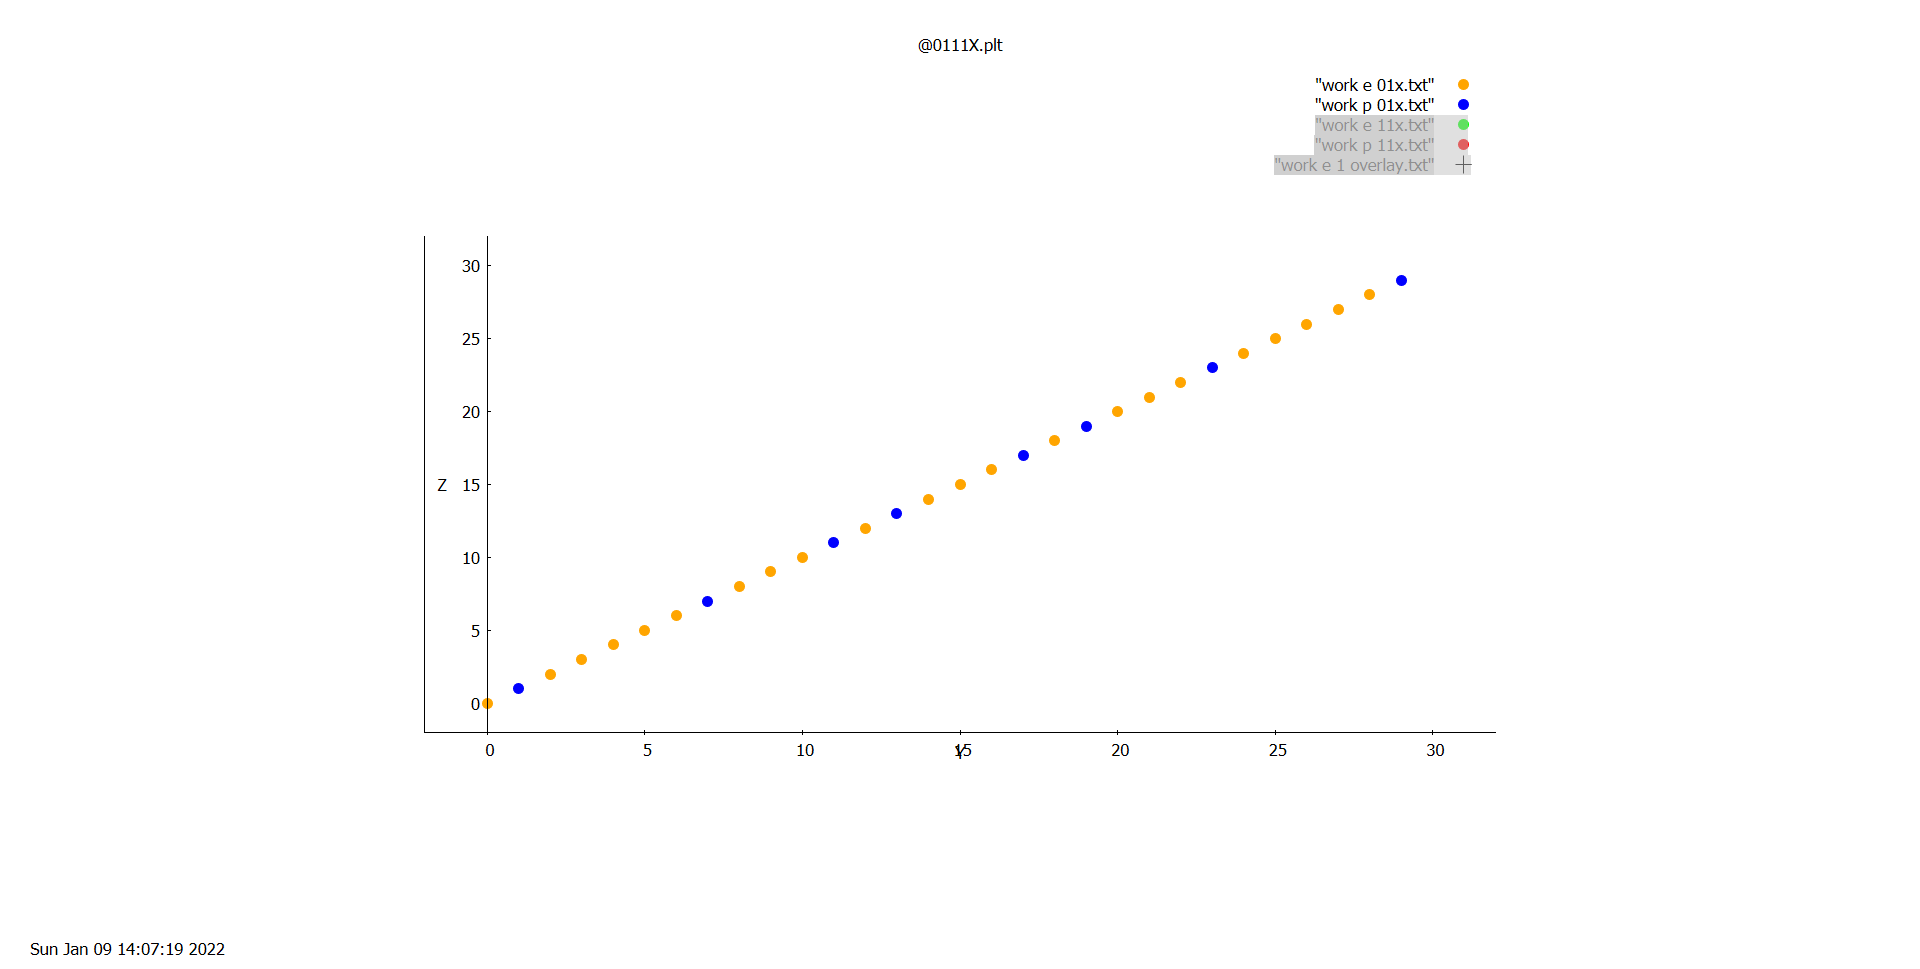 @0111X.plt
"work e 01x.txt"
"work p 01x.txt"
"work e 11x.txt"
"work p 11x.txt"
"work e 1 overlay.txt"
30
25
20
Z 15
10
5
0
0 5 10 15 20 25 30
Y
Sun Jan 09 14:07:19 2022